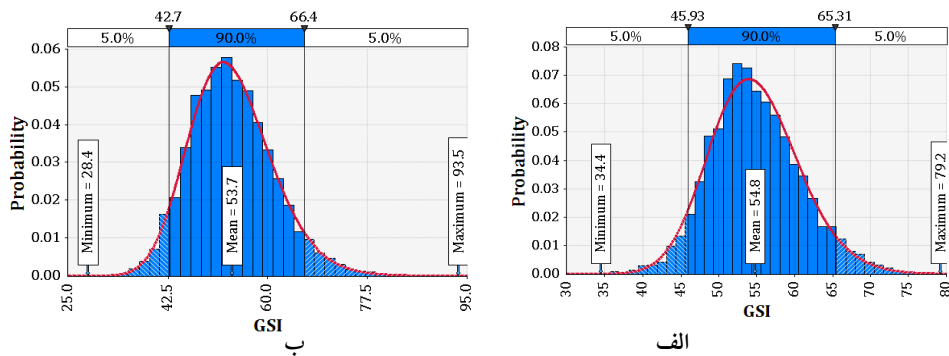 42.7 66.4
5.0% 90.0% 5.0%
0.06
0.05
0.04
0.03
0.02
0.01
0.00
Probability
Minimum = 28.4
Mean = 53.7
Maximum = 93.5
25.0 42.5 60.0 77.5 95.0
GSI
ب
45.93 65.31
5.0% 90.0% 5.0%
0.08
0.07
0.06
0.05
0.04
0.03
0.02
0.01
0.00
Probability
Minimum = 34.4
Mean = 54.8
Maximum = 79.2
30 35 40 45 50 55 60 65 70 75 80
GSI
الف